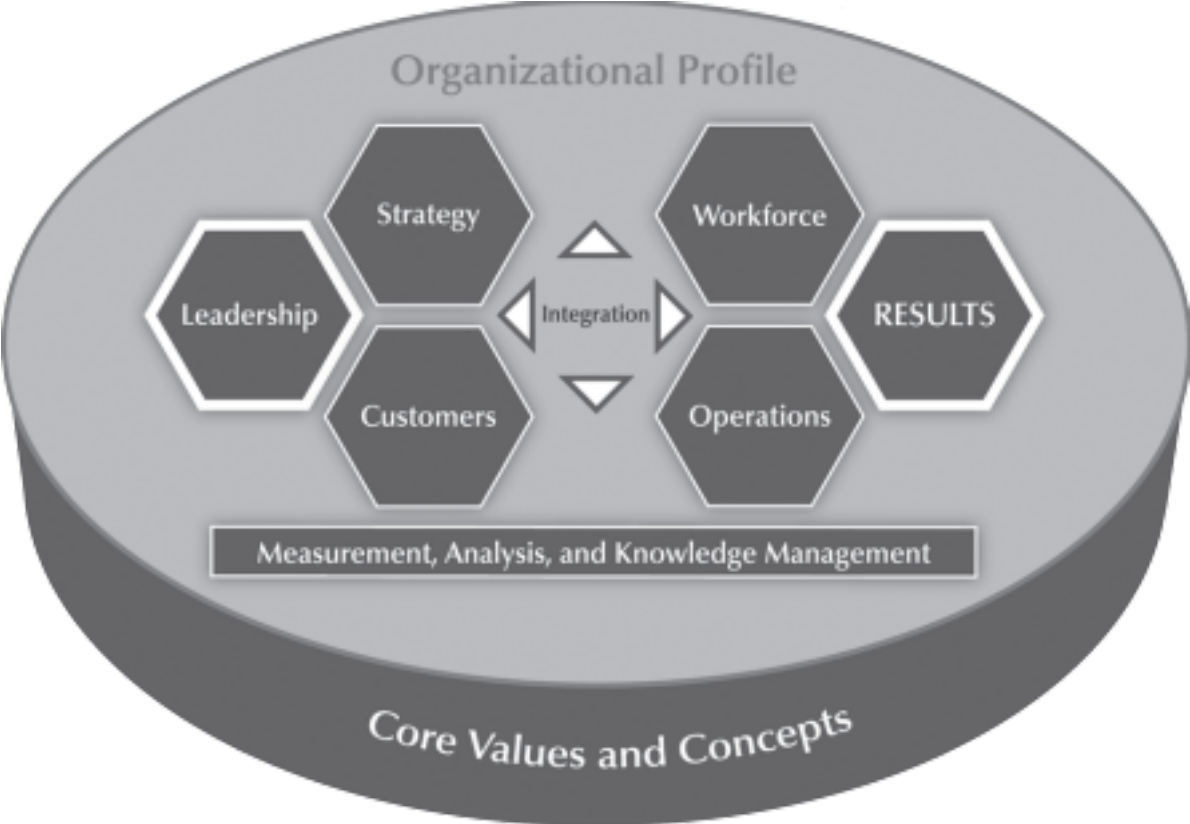 Organizational Profile
Strategy
Workforce
Leadership
Integration
RESULTS
Customers
Operations
Measurement, Analysis, and Knowledge Management
Core Values and Concepts